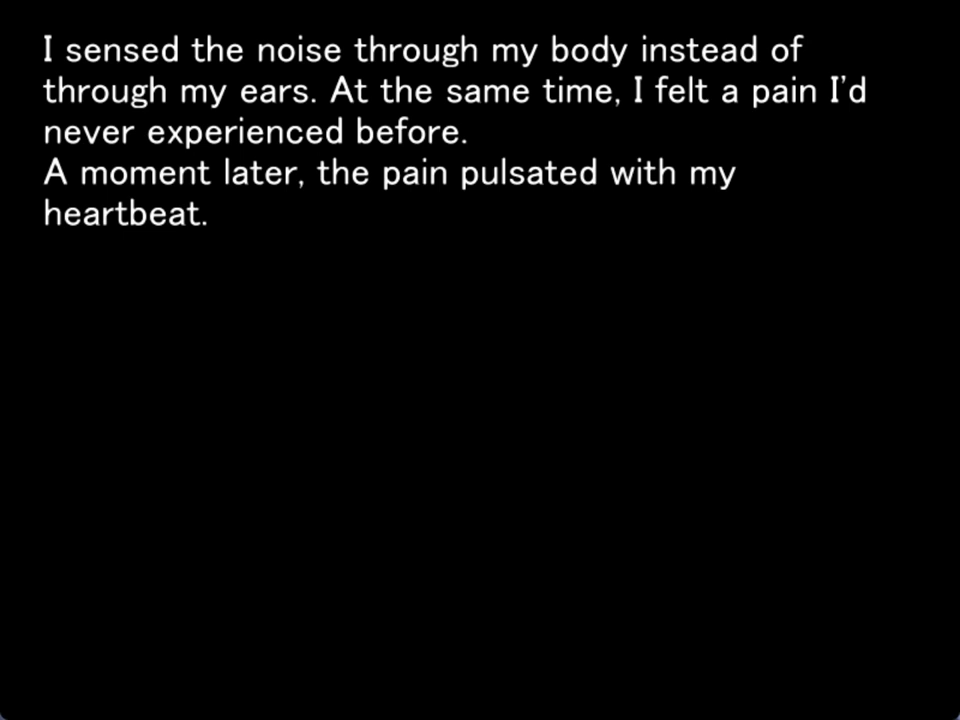 I sensed the noise through my body instead of
through my ears. At the same time, I felt a pain I'd
never experienced before.
A moment later, the pain pulsated with my
heartbeat.